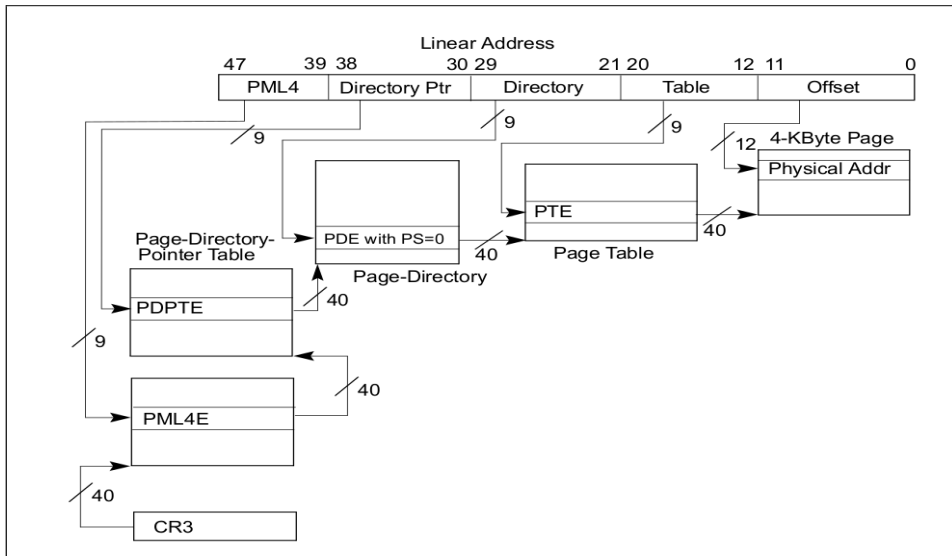 Linear Address
47 39 38 30 29 21 20 12 11 0
PML4 Directory Ptr Directory Table Offset
9 9 9 12 4-KByte Page
Physical Addr
PTE
40
PDE with PS=0
40
Page Table
Page-Directory-
Pointer Table
Page-Directory
40
PDPTE
9
40
PML4E
40
CR3